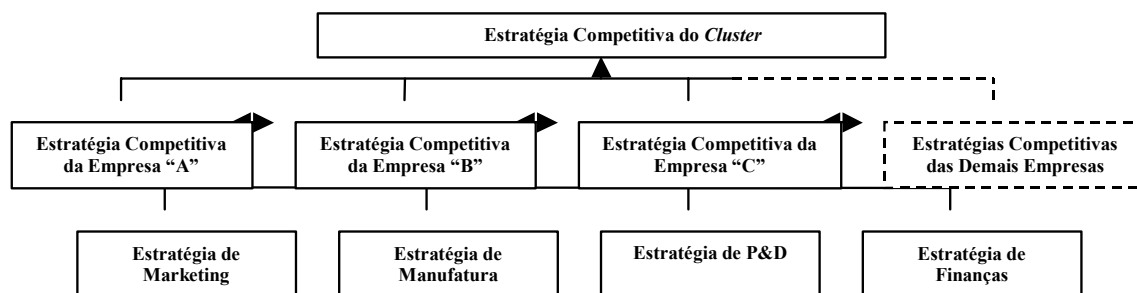 Estratégia Competitiva do Cluster
Estratégia Competitiva
da Empresa “A”
Estratégia Competitiva
da Empresa “B”
Estratégia Competitiva da
Empresa “C”
Estratégias Competitivas
das Demais Empresas
Estratégia de
Marketing
Estratégia de
Manufatura
Estratégia de P&D
Estratégia de
Finanças